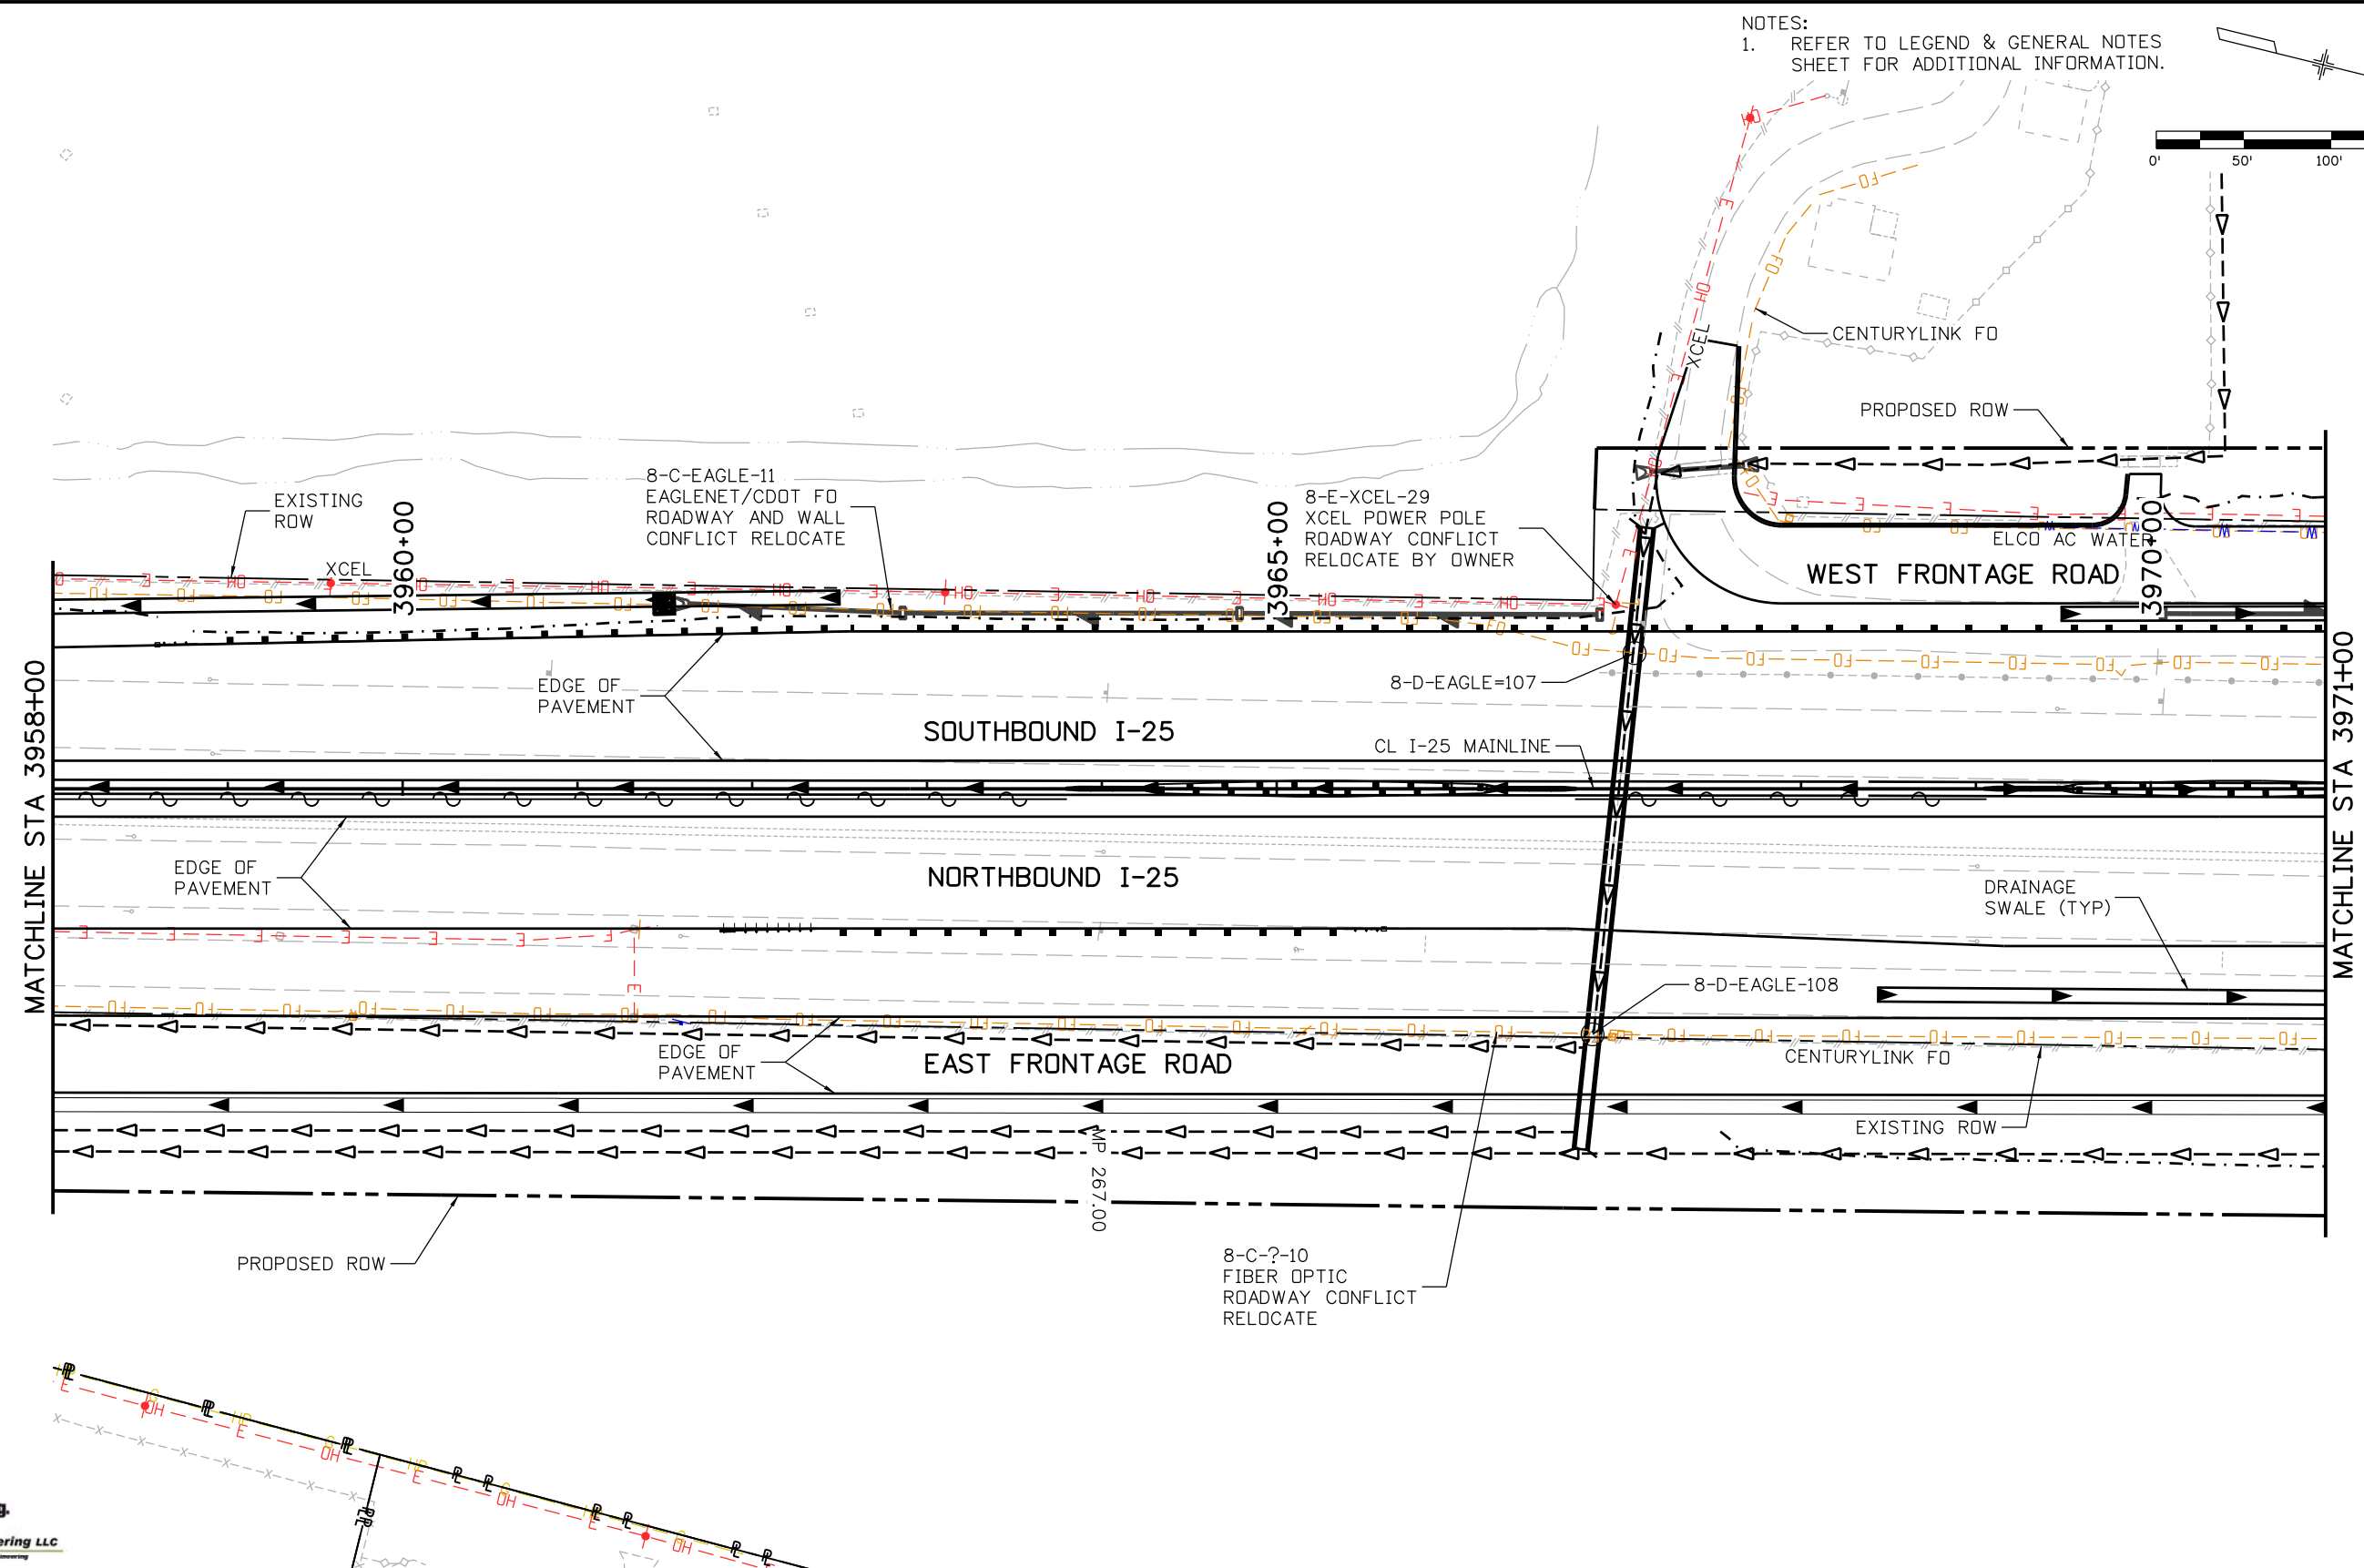 NOTES:
1. REFER TO LEGEND & GENERAL NOTES
SHEET FOR ADDITIONAL INFORMATION.
0' 50' 100'
CENTURYLINK FO
XCEL
PROPOSED ROW
8-C-EAGLE-11
EAGLENET/CDOT FO
ROADWAY AND WALL
CONFLICT RELOCATE
EXISTING
ROW
8-E-XCEL-29
XCEL POWER POLE
ROADWAY CONFLICT
RELOCATE BY OWNER
ELCO AC WATER
WEST FRONTAGE ROAD
XCEL
3960+00
3965+00
3970+00
8-D-EAGLE=107
EDGE OF
PAVEMENT
SOUTHBOUND I-25
CL I-25 MAINLINE
MATCHLINE STA 3958+00
MATCHLINE STA 3971+00
EDGE OF
PAVEMENT
NORTHBOUND I-25
DRAINAGE
SWALE (TYP)
8-D-EAGLE-108
EDGE OF
PAVEMENT
EAST FRONTAGE ROAD
CENTURYLINK FO
EXISTING ROW
MP 267.00
PROPOSED ROW
8-C-?-10
FIBER OPTIC
ROADWAY CONFLICT
RELOCATE
g.
ering LLC